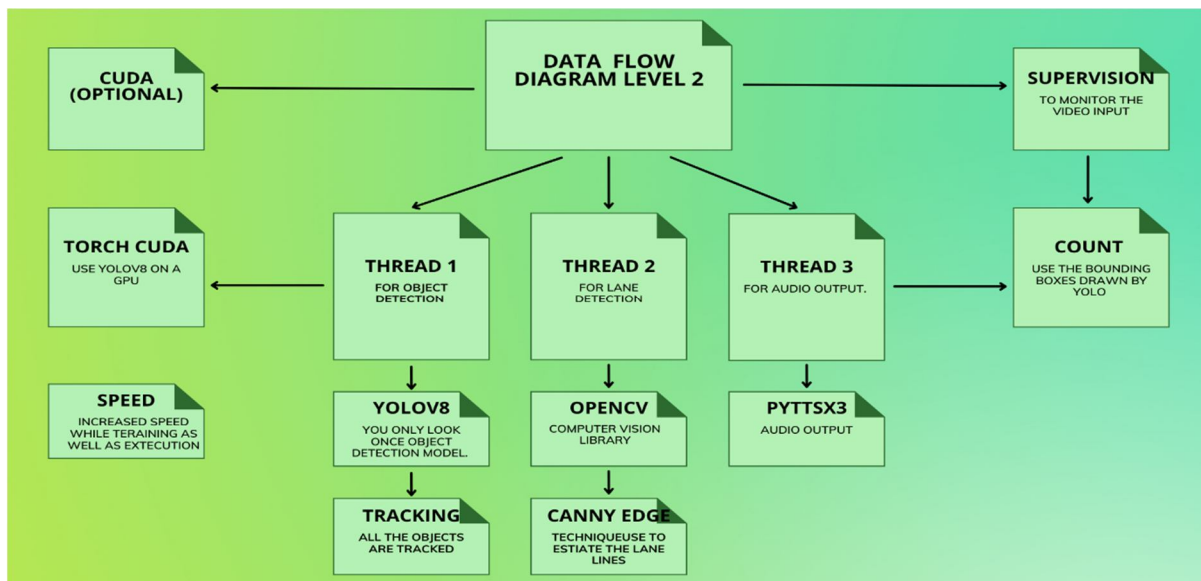 DATA FLOW
DIAGRAM LEVEL 2
CUDA
(OPTIONAL)
SUPERVISION
TO MONITOR THE
VIDEO INPUT
TORCH CUDA
USE YOLOV8 ON A
GPU
THREAD 1
FOR OBJECT
DETECTION
THREAD 2
FOR LANE
DETECTION
THREAD 3
FOR AUDIO OUTPUT.
COUNT
USE THE BOUNDING
BOXES DRAWN BY
YOLO
SPEED
INCREASED SPEED
WHILE TERAINING AS
WELL AS EXTECUTION
YOLOV8
YOU ONLY LOOK
ONCE OBJECT
DETECTION MODEL.
OPENCV
COMPUTER VISION
LIBRARY
PYTTSX3
AUDIO OUTPUT
TRACKING
ALL THE OBJECTS
ARE TRACKED
CANNY EDGE
TECHNIQUEUSE TO
ESTIATE THE LANE
LINES